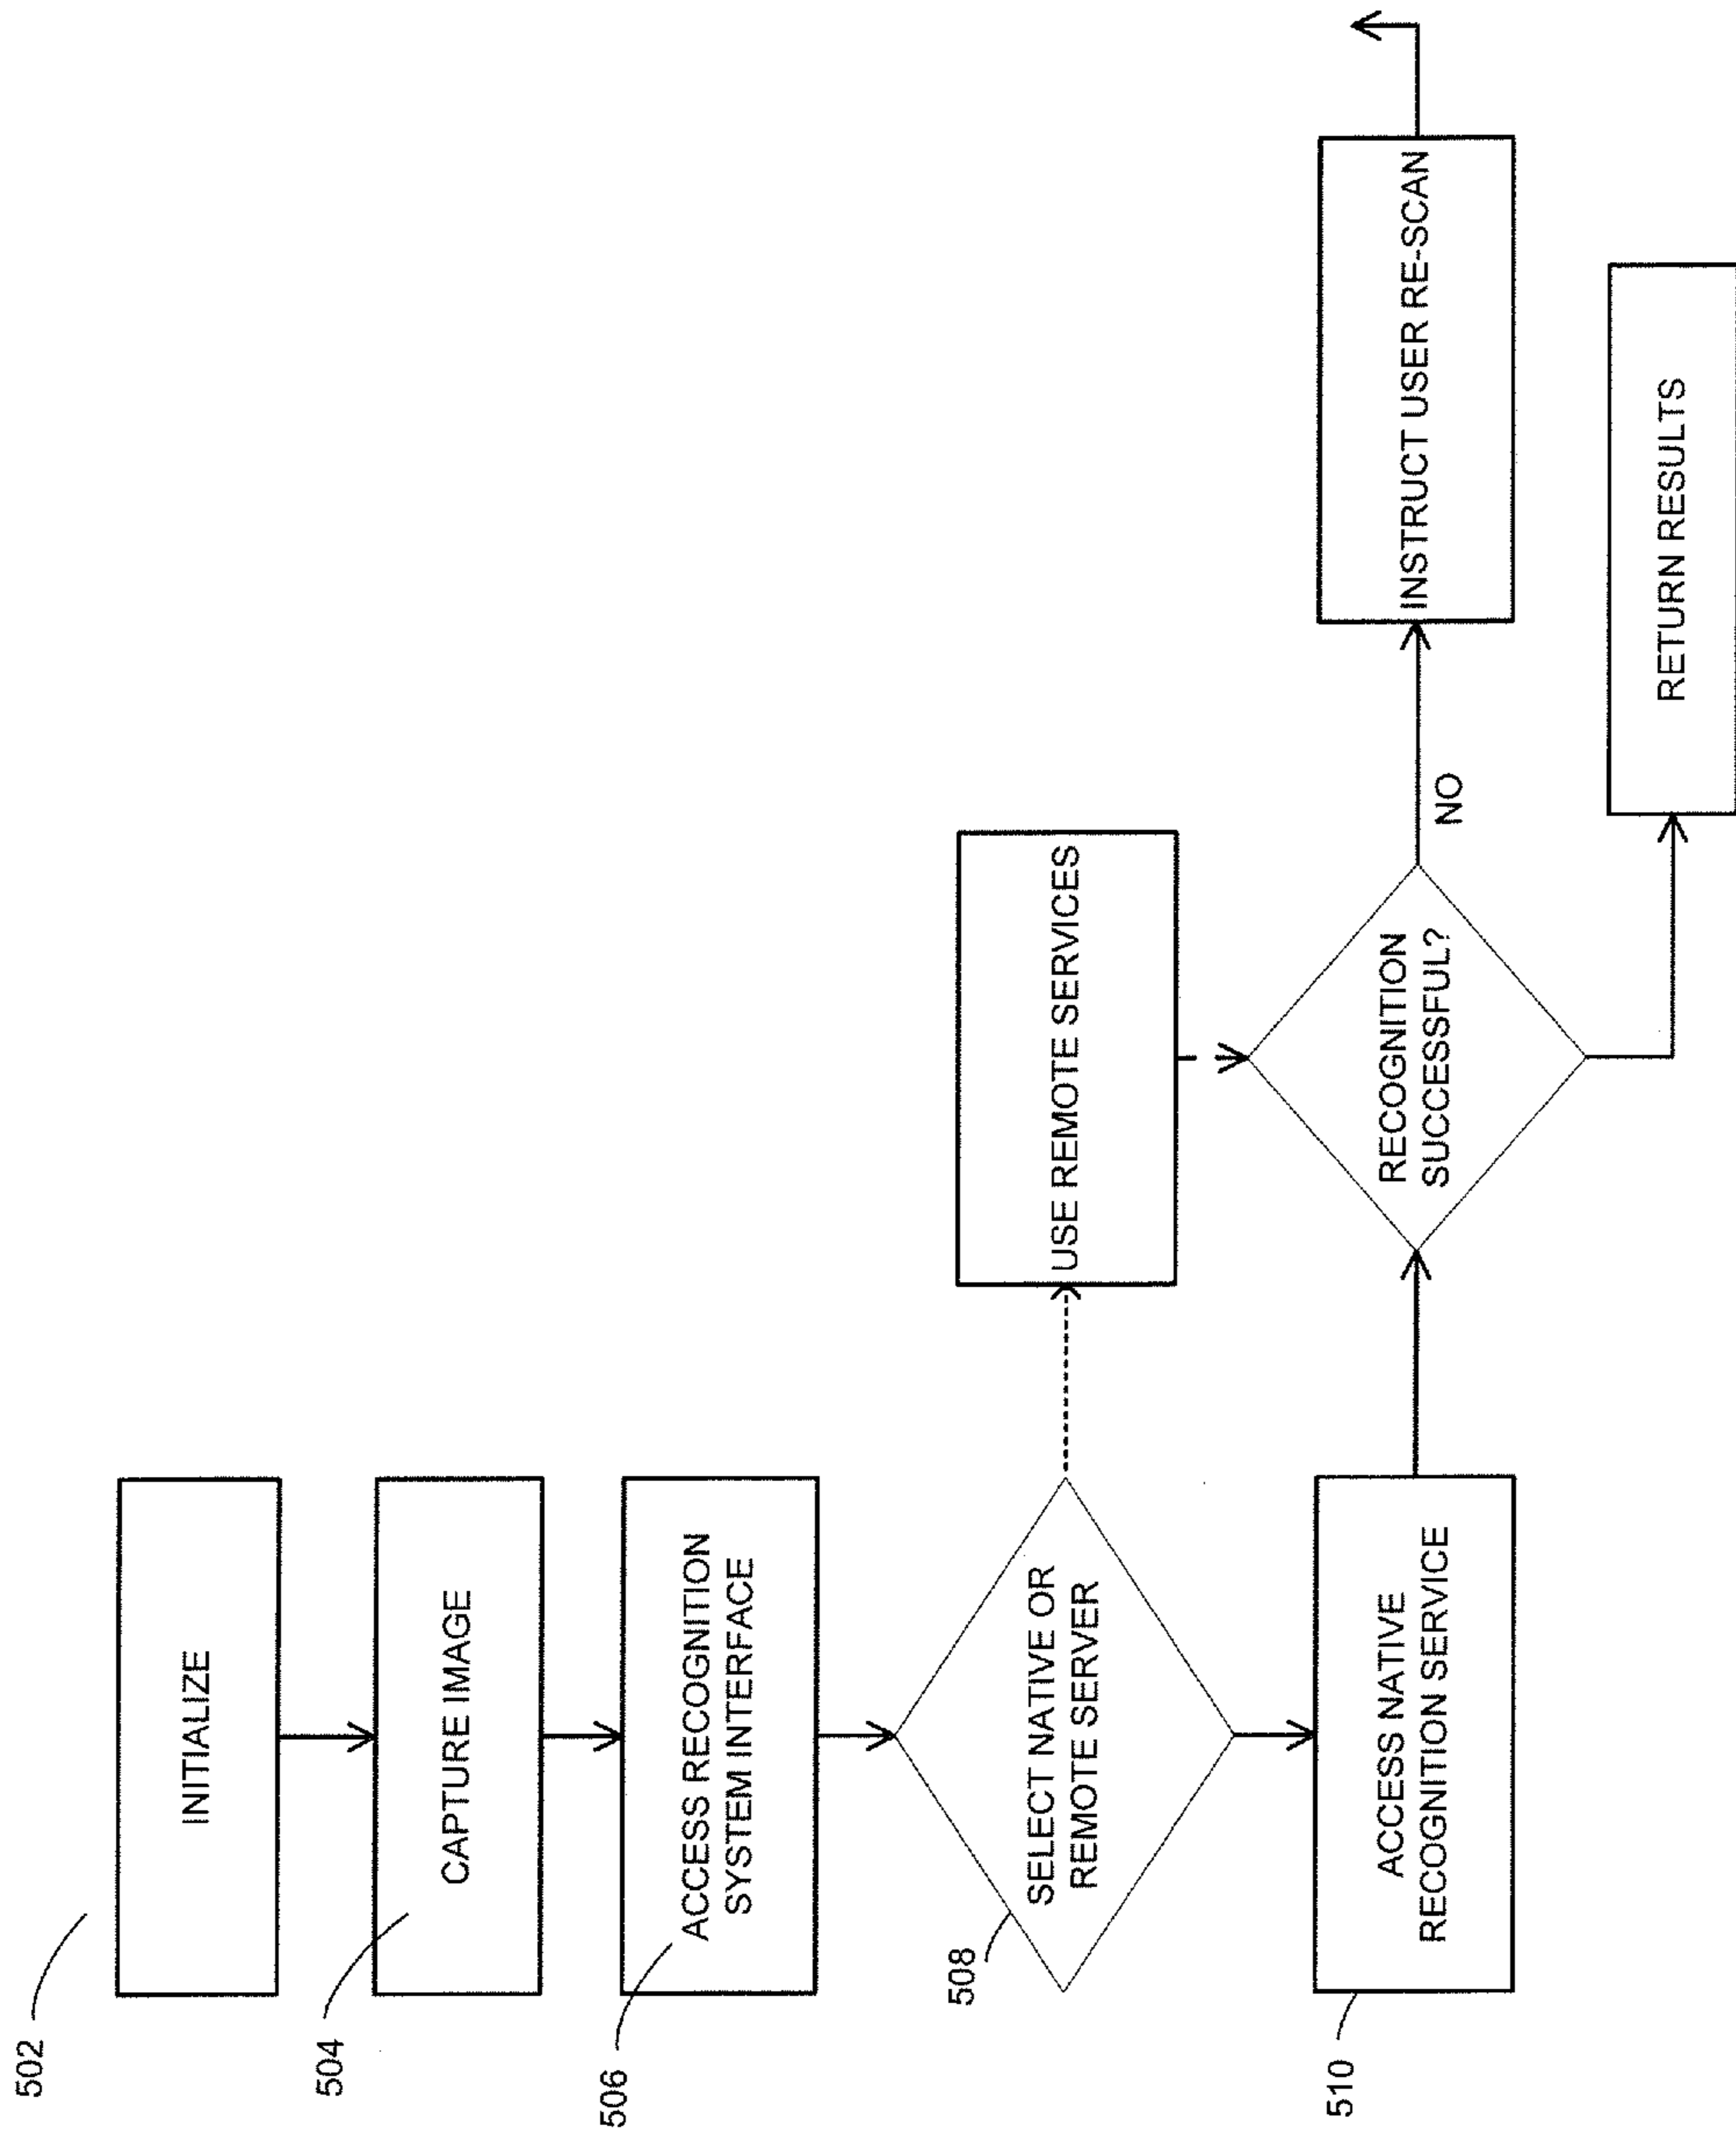 502
INITIALIZE
504
CAPTURE IMAGE
506
ACCESS RECOGNITION
SYSTEM INTERFACE
508
SELECT NATIVE OR
REMOTE SERVER
USE REMOTE SERVICES
510
ACCESS NATIVE
RECOGNITION SERVICE
RECOGNITION
SUCCESSFUL?
NO
INSTRUCT USER RE-SCAN
RETURN RESULTS